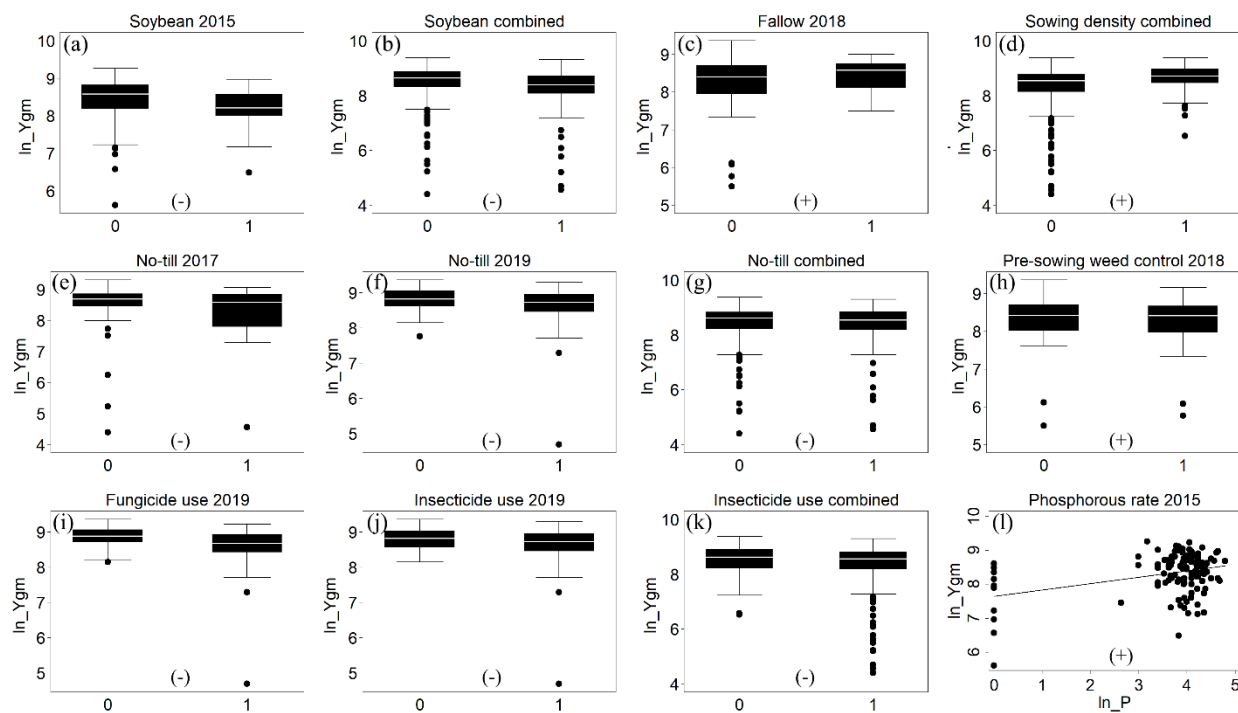 Soybean 2015
(a)
10
9
8
7
6
ln_Ygm
(-)
0 1
Soybean combined
(b)
10
8
6
4
ln_Ygm
(-)
0 1
Fallow 2018
(c)
9
8
7
6
5
ln_Ygm
(+)
0 1
Sowing density combined
(d)
10
8
6
4
ln_Ygm
(+)
0 1
No-till 2017
(e)
9
8
7
6
5
4
ln_Ygm
(-)
0 1
No-till 2019
(f)
9
8
7
6
5
ln_Ygm
(-)
0 1
No-till combined
(g)
10
8
6
4
ln_Ygm
(-)
0 1
Pre-sowing weed control 2018
(h)
9
8
7
6
5
ln_Ygm
(+)
0 1
Fungicide use 2019
(i)
9
8
7
6
5
ln_Ygm
(-)
0 1
Insecticide use 2019
(j)
9
8
7
6
5
ln_Ygm
(-)
0 1
Insecticide use combined
(k)
10
8
6
4
ln_Ygm
(-)
0 1
Phosphorous rate 2015
(l)
10
9
8
7
6
ln_Ygm
(+)
0 1 2 3 4 5
ln_P